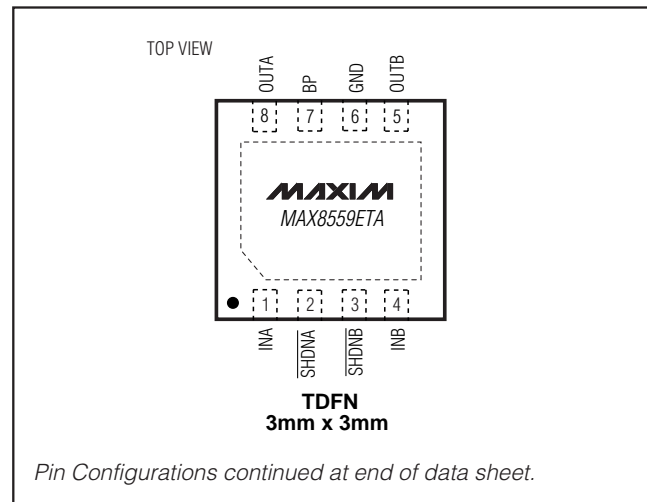 TOP VIEW
OUTA BP GND OUTB
8 7 6 5
MAXIM
MAX8559ETA
1 2 3 4
INA SHDNA SHDNB INB
TDFN
3mm x 3mm
Pin Configurations continued at end of data sheet.